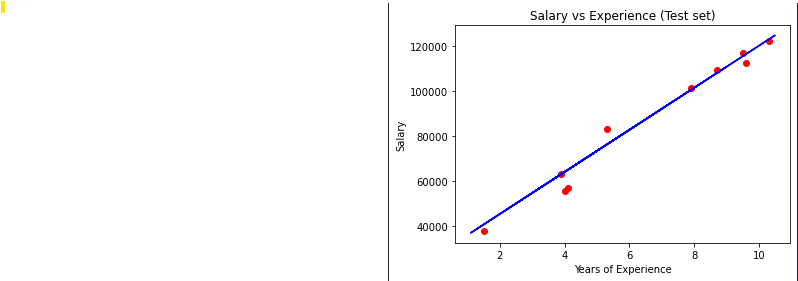 Salary vs Experience (Test set)
120000
100000
80000
60000
40000
Salary
2 4 6 8 10
Years of Experience